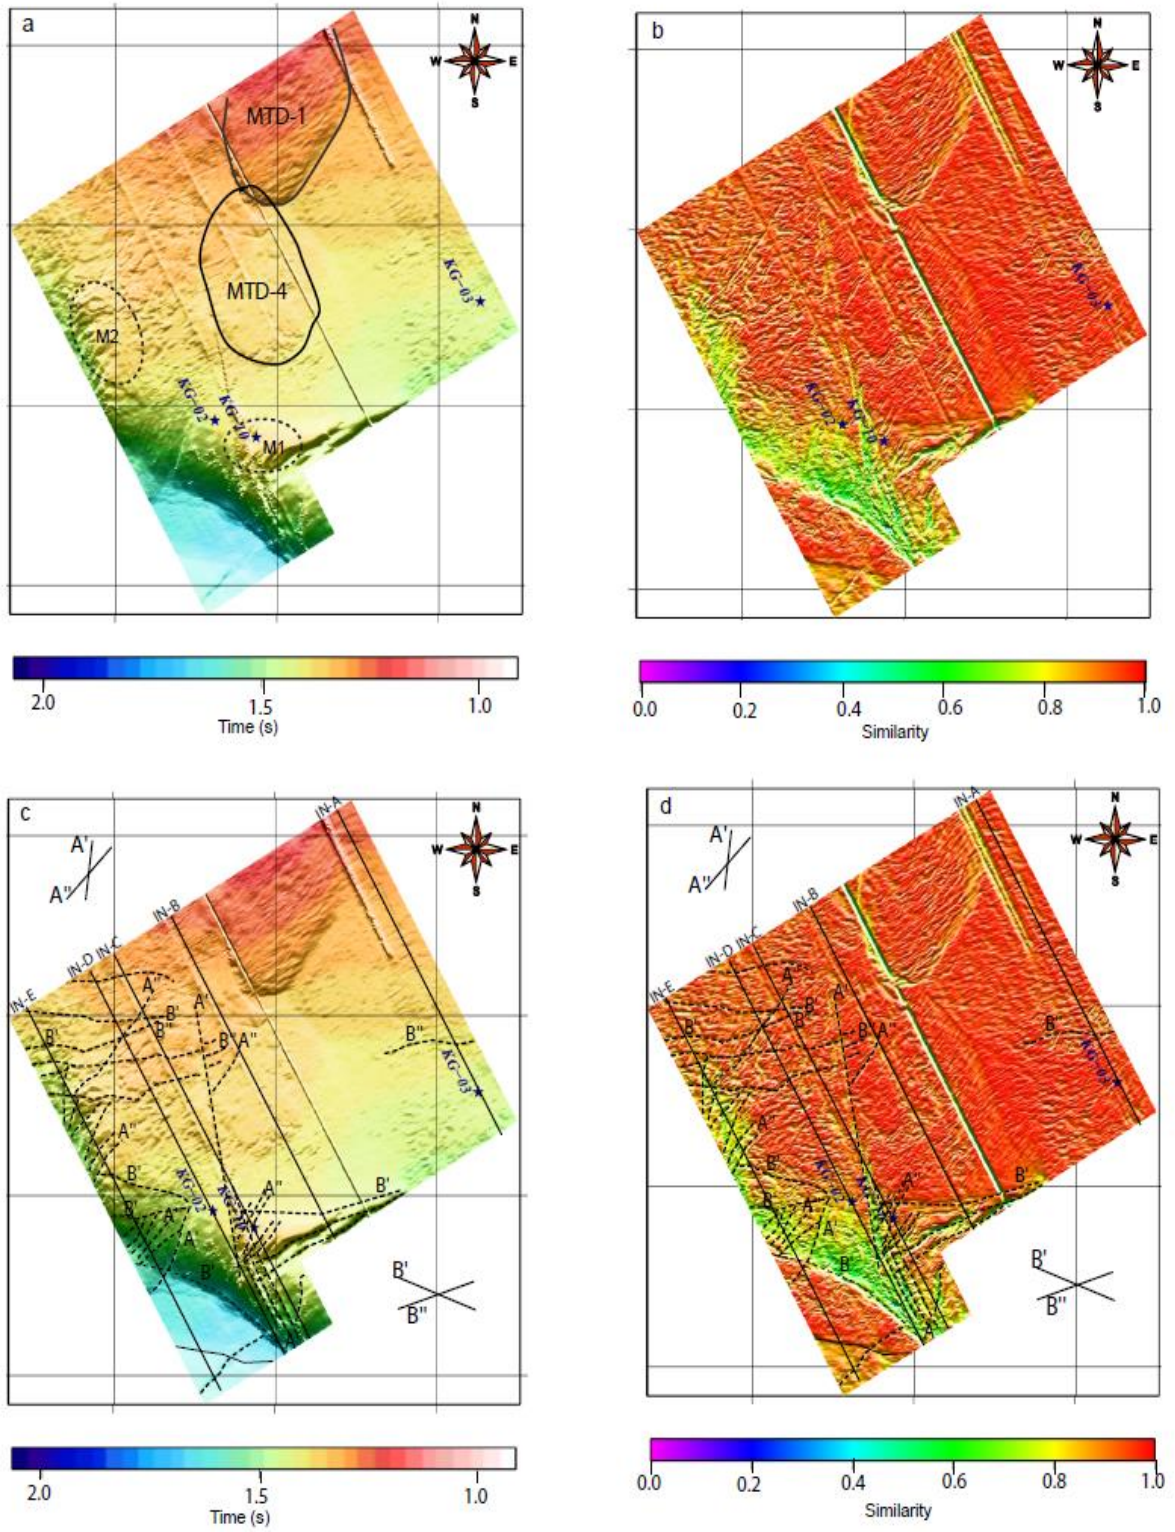 a
N
W E
S
MTD-1
MTD-4
KG-03
M2
KG-02
KG-10
M1
2.0 1.5 1.0
Time (s)
b
N
W E
S
KG-03
KG-02
KG-10
0.0 0.2 0.4 0.6 0.8 1.0
Similarity
c
N
W E
S
A'
A"
IN-A
IN-B
IN-C
IN-D
IN-E
A"
A'
B'
B"
B'
B' A"
B"
KG-03
A"
B'
KG-02
A"
B'
B'
A'
A
B'
A'
B'
B"
2.0 1.5 1.0
Time (s)
d
N
W E
S
A'
A"
IN-A
IN-B
IN-C
IN-D
IN-E
A"
A'
B'
B"
B'
B' A"
B"
KG-03
A"
B'
A"
B'
B
A
A
B
A'
B'
B"
0.0 0.2 0.4 0.6 0.8 1.0
Similarity